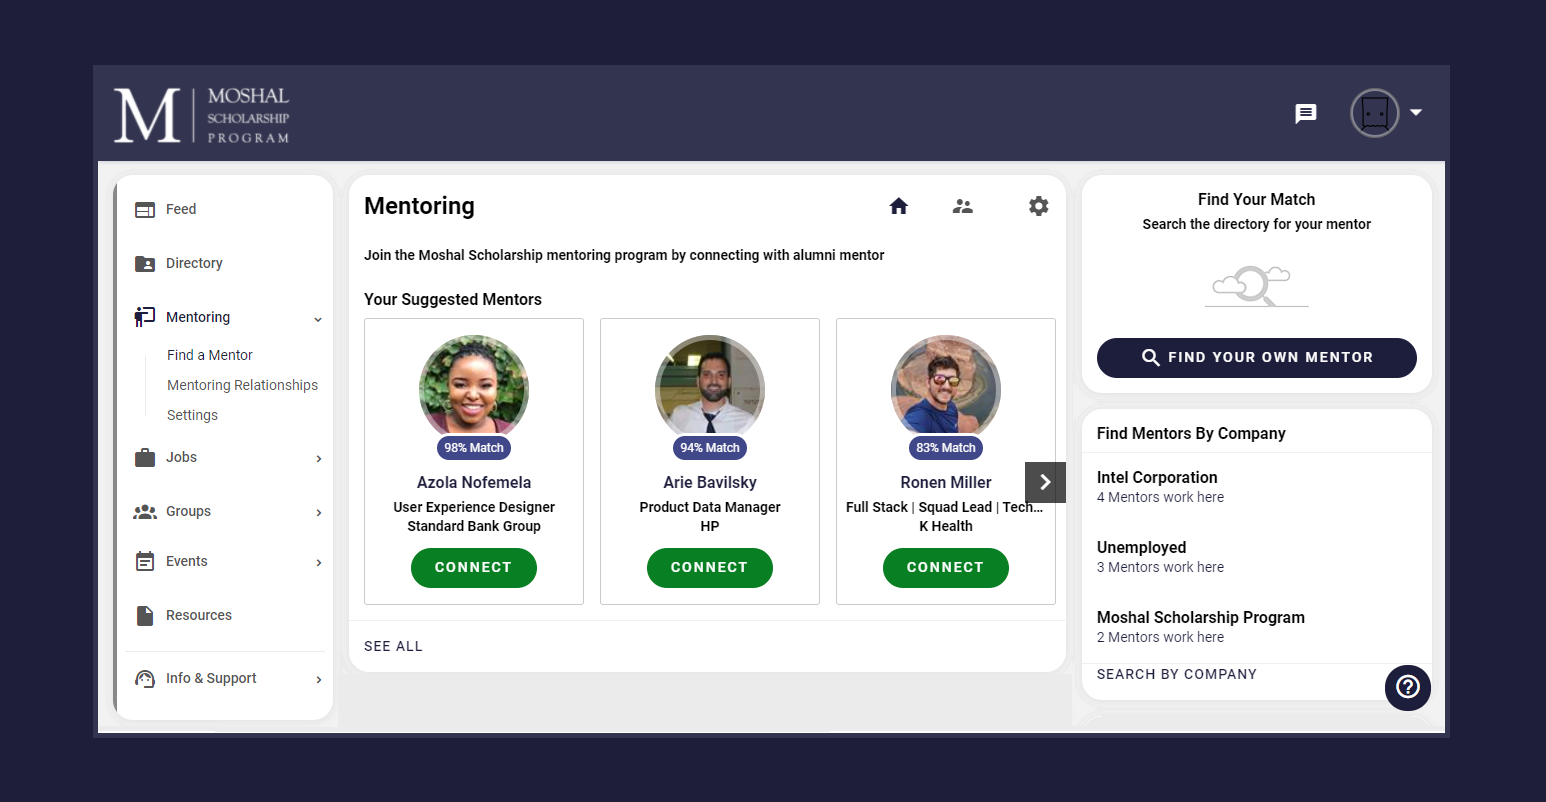 M
MOSHAL
SCHOLARSHIP
PROGRAM
Feed
Directory
Mentoring
Find a Mentor
Mentoring Relationships
Settings
Jobs
Groups
Events
Resources
Info & Support
Mentoring
Join the Moshal Scholarship mentoring program by connecting with alumni mentor
Your Suggested Mentors
98% Match
Azola Nofemela
User Experience Designer
Standard Bank Group
CONNECT
94% Match
Arie Bavilsky
Product Data Manager
HP
CONNECT
83% Match
Ronen Miller
Full Stack | Squad Lead | Tech...
K Health
CONNECT
SEE ALL
Find Your Match
Search the directory for your mentor
FIND YOUR OWN MENTOR
Find Mentors By Company
Intel Corporation
4 Mentors work here
Unemployed
3 Mentors work here
Moshal Scholarship Program
2 Mentors work here
SEARCH BY COMPANY